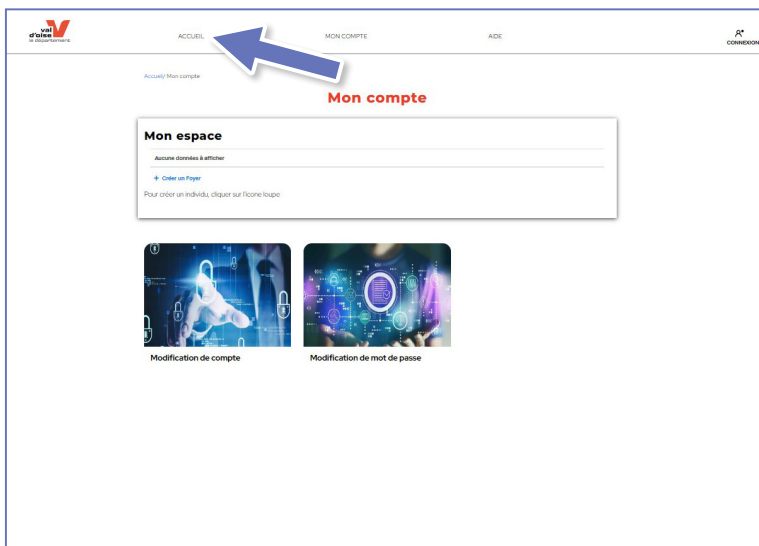 val
d'oise
le département
ACCUEIL
MON COMPTE
AIDE
CONNEXION
Accueil/ Mon compte
Mon compte
Mon espace
Aucune données à afficher
+ Créer un Foyer
Pour créer un individu, cliquer sur l'icone loupe
Modification de compte
Modification de mot de passe